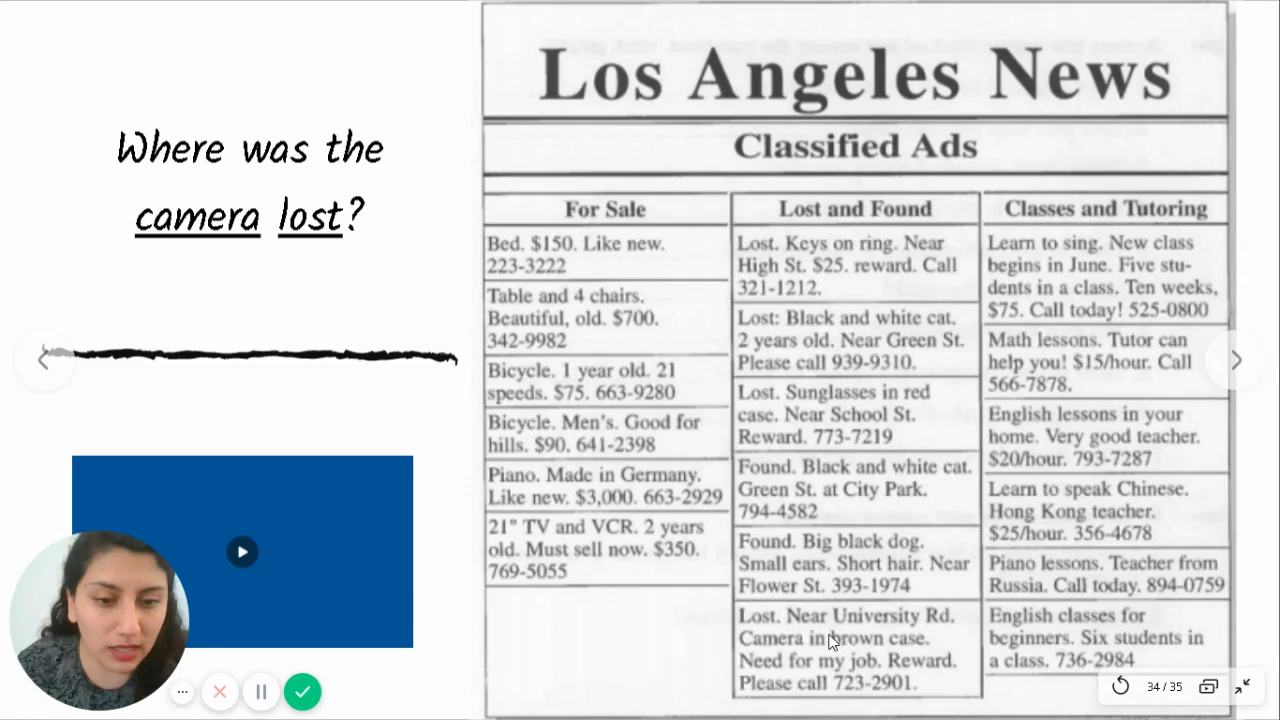 Where was the
camera lost?
Los Angeles News
Classified Ads
For Sale
Bed. $150. Like new.
223-3222
Table and 4 chairs.
Beautiful, old. $700.
342-9982
Bicycle. 1 year old. 21
speeds. $75. 663-9280
Bicycle. Men's. Good for
hills. $90. 641-2398
Piano. Made in Germany.
Like new. $3,000. 663-2929
21" TV and VCR. 2 years
old. Must sell now. $350.
769-5055
Lost and Found
Lost. Keys on ring. Near
High St. $25. reward. Call
321-1212.
Lost: Black and white cat.
2 years old. Near Green St.
Please call 939-9310.
Lost. Sunglasses in red
case. Near School St.
Reward. 773-7219
Found. Black and white cat.
Green St. at City Park.
794-4582
Found. Big black dog.
Small ears. Short hair. Near
Flower St. 393-1974
Lost. Near University Rd.
Camera in brown case.
Need for my job. Reward.
Please call 723-2901.
Classes and Tutoring
Learn to sing. New class
begins in June. Five stu-
dents in a class. Ten weeks,
$75. Call today! 525-0800
Math lessons. Tutor can
help you! $15/hour. Call
566-7878.
English lessons in your
home. Very good teacher.
$20/hour. 793-7287
Learn to speak Chinese.
Hong Kong teacher.
$25/hour. 356-4678
Piano lessons. Teacher from
Russia. Call today. 894-0759
English classes for
beginners. Six students in
a class. 736-2984
34 / 35